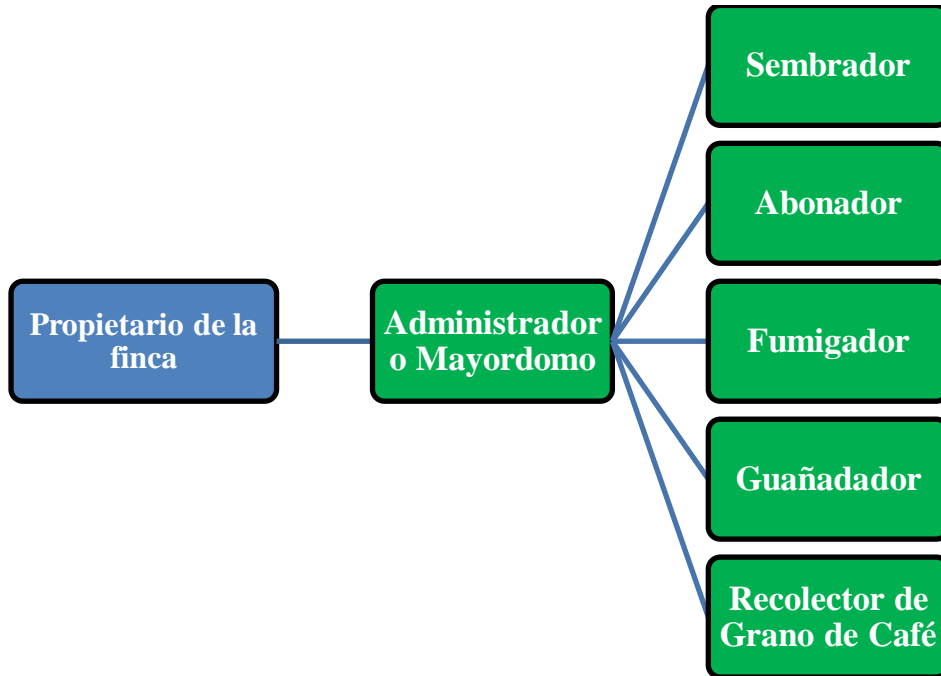 Propietario de la
finca
Administrador
o Mayordomo
Sembrador
Abonador
Fumigador
Guañadador
Recolector de
Grano de Café